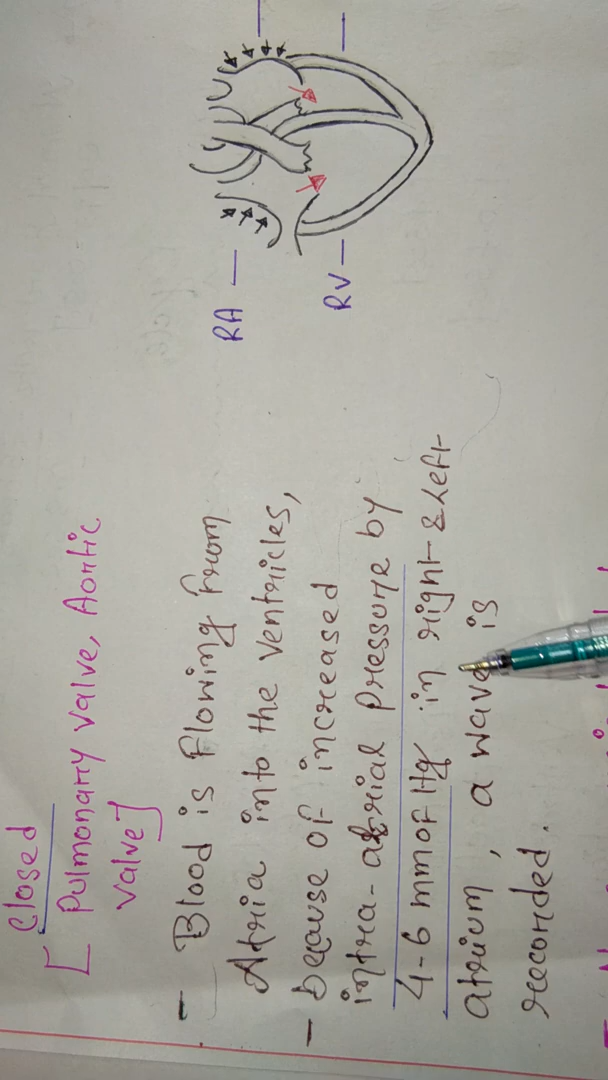 Closed
[Pulmonary valve, Aortic
valve]
- Blood is Flowing from
Atria into the ventricles,
- because of increased
intra-atrial pressure by
4-6 mm of Hg in right & Left
atrium, a wave is
recorded.
RA
RV